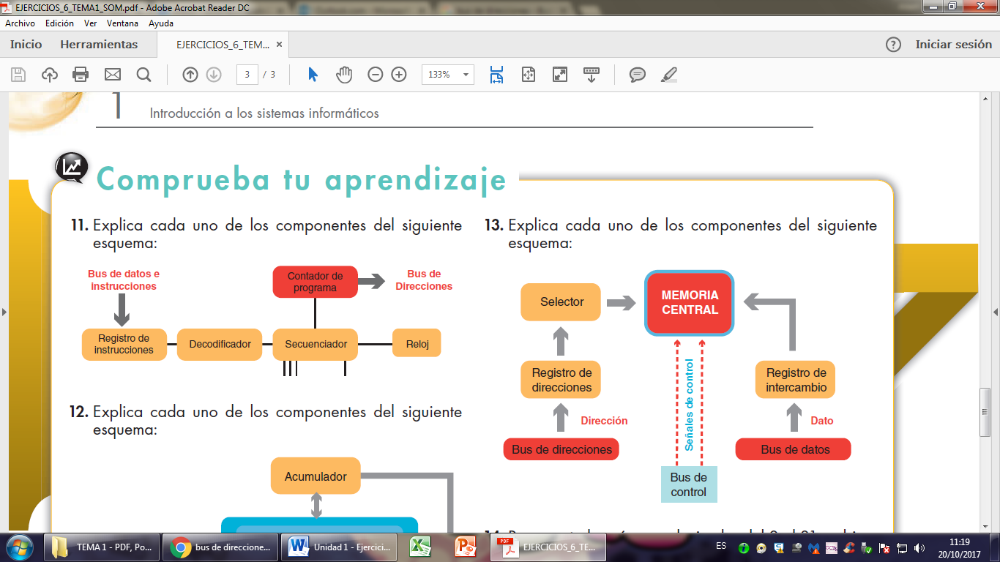 EJERCICIOS_6_TEMA1_SOM.pdf - Adobe Acrobat Reader DC
Archivo Edición Ver Ventana Ayuda
Inicio Herramientas EJERCICIOS_6_TEM... × Iniciar sesión
3 / 3 133%
1 Introducción a los sistemas informáticos
Comprueba tu aprendizaje
11. Explica cada uno de los componentes del siguiente
esquema:
Bus de datos e
instrucciones
Contador de
programa
Bus de
Direcciones
Registro de
instrucciones
Decodificador
Secuenciador
Reloj
12. Explica cada uno de los componentes del siguiente
esquema:
Acumulador
13. Explica cada uno de los componentes del siguiente
esquema:
Selector
MEMORIA
CENTRAL
Registro de
direcciones
Señales de control
Registro de
intercambio
Dirección
Dato
Bus de direcciones
Bus de datos
Bus de
control
TEMA 1 - PDF, Po...
bus de direccione...
Unidad 1 - Ejercici...
EJERCICIOS_6_TE...
ES
11:19
20/10/2017